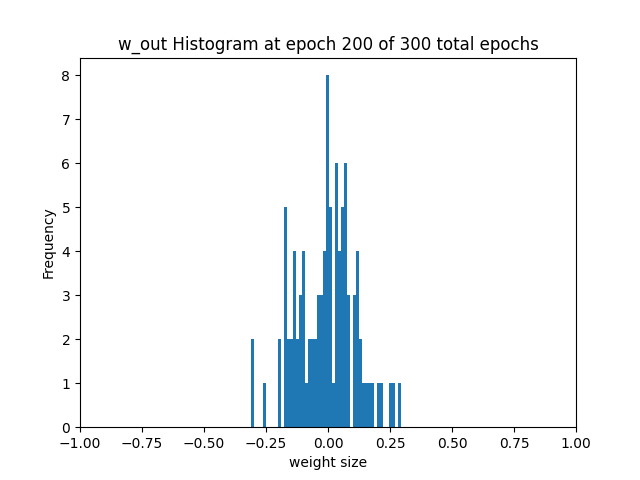 w_out Histogram at epoch 200 of 300 total epochs
8
7
6
5
4
3
2
1
0
Frequency
−1.00 −0.75 −0.50 −0.25 0.00 0.25 0.50 0.75 1.00
weight size